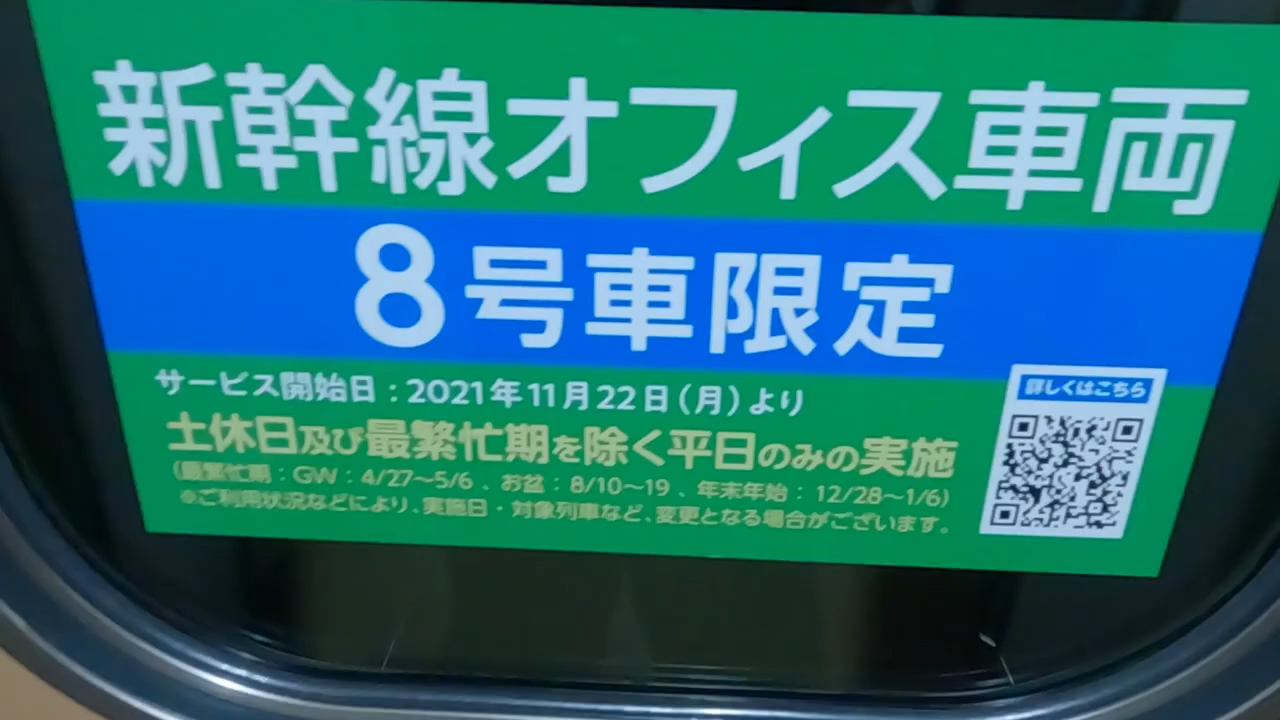 新幹線オフィス車両
8号車限定
サービス開始日:2021年11月22日(月)より
詳しくはこちら
土休日及び最繁忙期を除く平日のみの実施
(最繁忙期:GW:4/27~5/6、お盆:8/10~19、年末年始:12/28~1/6)
※ご利用状況などにより、実施日・対象列車など、変更となる場合がございます。